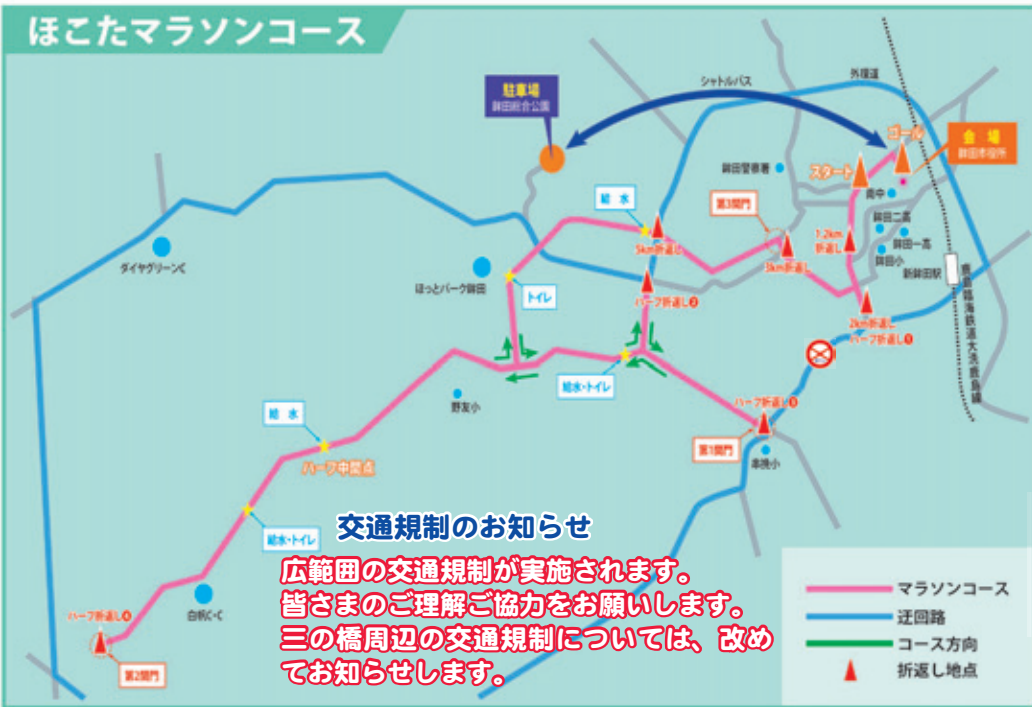 ほこたマラソンコース
駐車場
鉾田総合公園
シャトルバス
外環道
ゴール
会場
鉾田市役所
スタート
鉾田警察署
南中
給水
第3関門
鉾田二高
鉾田一高
鉾田小
1.2km
折返し
5km折返し
3km折返し
新鉾田駅
鹿島臨海鉄道大洗鹿島線
ダイヤグリーンC
ほっとパーク鉾田
トイレ
ハーフ折返し❷
2km折返し
ハーフ折返し❶
給水・トイレ
野友小
ハーフ折返し❸
給水
第1関門
串挽小
ハーフ中間点
給水・トイレ
交通規制のお知らせ
広範囲の交通規制が実施されます。
皆さまのご理解ご協力をお願いします。
三の橋周辺の交通規制については、改め
てお知らせします。
ハーフ折返し❹
白帆C・C
第2関門
マラソンコース
迂回路
コース方向
折返し地点